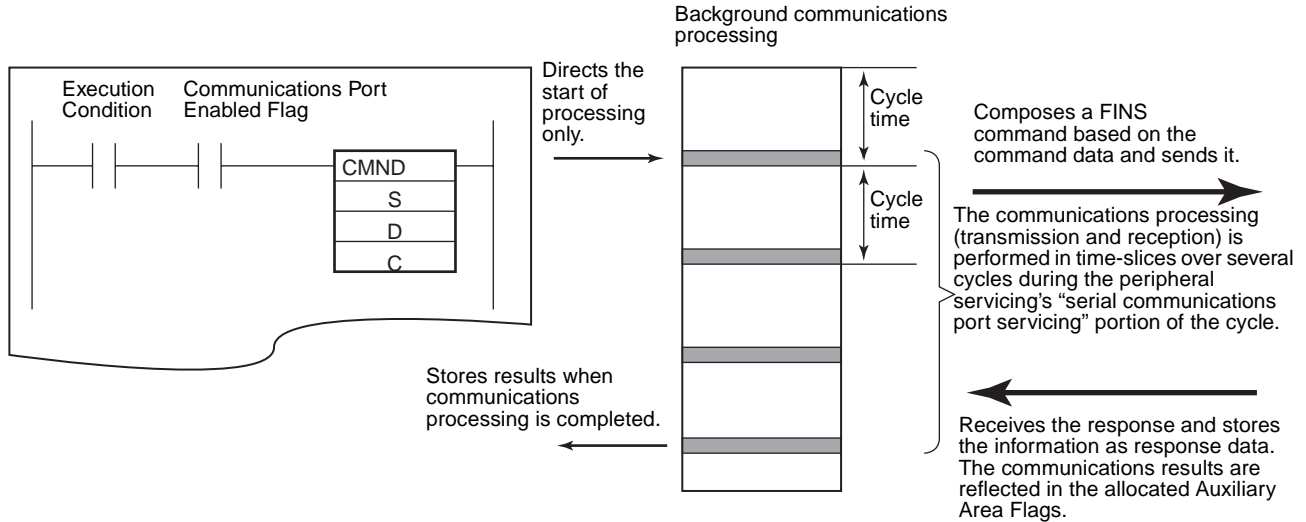 Background communications
processing
Execution
Condition
Communications Port
Enabled Flag
CMND
S
D
C
Directs the
start of
processing
only.
Cycle
time
Cycle
time
Composes a FINS
command based on the
command data and sends it.
The communications processing
(transmission and reception) is
performed in time-slices over several
cycles during the peripheral
servicing’s “serial communications
port servicing” portion of the cycle.
Stores results when
communications
processing is completed.
Receives the response and stores
the information as response data.
The communications results are
reflected in the allocated Auxiliary
Area Flags.